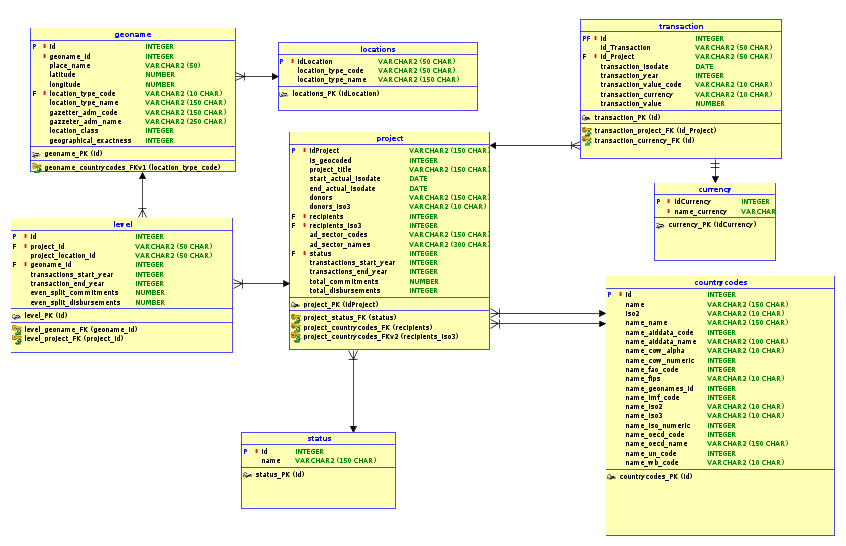 geoname
P * Id INTEGER
* geoname_id INTEGER
place_name VARCHAR2 (50)
latitude NUMBER
longitude NUMBER
F * location_type_code VARCHAR2 (10 CHAR)
location_type_name VARCHAR2 (150 CHAR)
gazetter_adm_code VARCHAR2 (150 CHAR)
gazzeter_adm_name VARCHAR2 (250 CHAR)
location_class INTEGER
geographical_exactness INTEGER
geoname_PK (Id)
geoname_countrycodes_FKv1 (location_type_code)
locations
P * IdLocation VARCHAR2 (50 CHAR)
location_type_code VARCHAR2 (50 CHAR)
location_type_name VARCHAR2 (150 CHAR)
locations_PK (IdLocation)
transaction
PF * Id INTEGER
id_Transaction VARCHAR2 (50 CHAR)
F * Id_Project VARCHAR2 (50 CHAR)
transaction_isodate DATE
transaction_year INTEGER
transaction_value_code VARCHAR2 (10 CHAR)
transaction_currency VARCHAR2 (10 CHAR)
transaction_value NUMBER
transaction_PK (Id)
transaction_project_FK (Id_Project)
transaction_currency_FK (Id)
project
P * IdProject VARCHAR2 (150 CHAR)
is_geocoded INTEGER
project_title VARCHAR2 (150 CHAR)
start_actual_isodate DATE
end_actual_isodate DATE
donors VARCHAR2 (150 CHAR)
donors_iso3 VARCHAR2 (10 CHAR)
F * recipients INTEGER
F * recipients_iso3 INTEGER
ad_sector_codes VARCHAR2 (150 CHAR)
ad_sector_names VARCHAR2 (300 CHAR)
F * status INTEGER
transtactions_start_year INTEGER
transactions_end_year INTEGER
total_commitments NUMBER
total_disbursements INTEGER
project_PK (IdProject)
project_status_FK (status)
project_countrycodes_FK (recipients)
project_countrycodes_FKv2 (recipients_iso3)
currency
P * IdCurrency INTEGER
* name_currency VARCHAR
currency_PK (IdCurrency)
level
P * Id INTEGER
F * project_id VARCHAR2 (50 CHAR)
project_location_id VARCHAR2 (50 CHAR)
F * geoname_id INTEGER
transactions_start_year INTEGER
transaction_end_year INTEGER
even_split_commitments NUMBER
even_split_disbursements NUMBER
level_PK (Id)
level_geoname_FK (geoname_id)
level_project_FK (project_id)
countrycodes
P * Id INTEGER
name VARCHAR2 (150 CHAR)
iso2 VARCHAR2 (10 CHAR)
name_name VARCHAR2 (150 CHAR)
name_aiddata_code INTEGER
name_aiddata_name VARCHAR2 (100 CHAR)
name_cow_alpha VARCHAR2 (10 CHAR)
name_cow_numeric INTEGER
name_fao_code INTEGER
name_fips VARCHAR2 (10 CHAR)
name_geonames_id INTEGER
name_imf_code INTEGER
name_iso2 VARCHAR2 (10 CHAR)
name_iso3 VARCHAR2 (10 CHAR)
name_iso_numeric INTEGER
name_oecd_code INTEGER
name_oecd_name VARCHAR2 (150 CHAR)
name_un_code INTEGER
name_wb_code VARCHAR2 (10 CHAR)
countrycodes_PK (Id)
status
P * Id INTEGER
name VARCHAR2 (150 CHAR)
status_PK (Id)